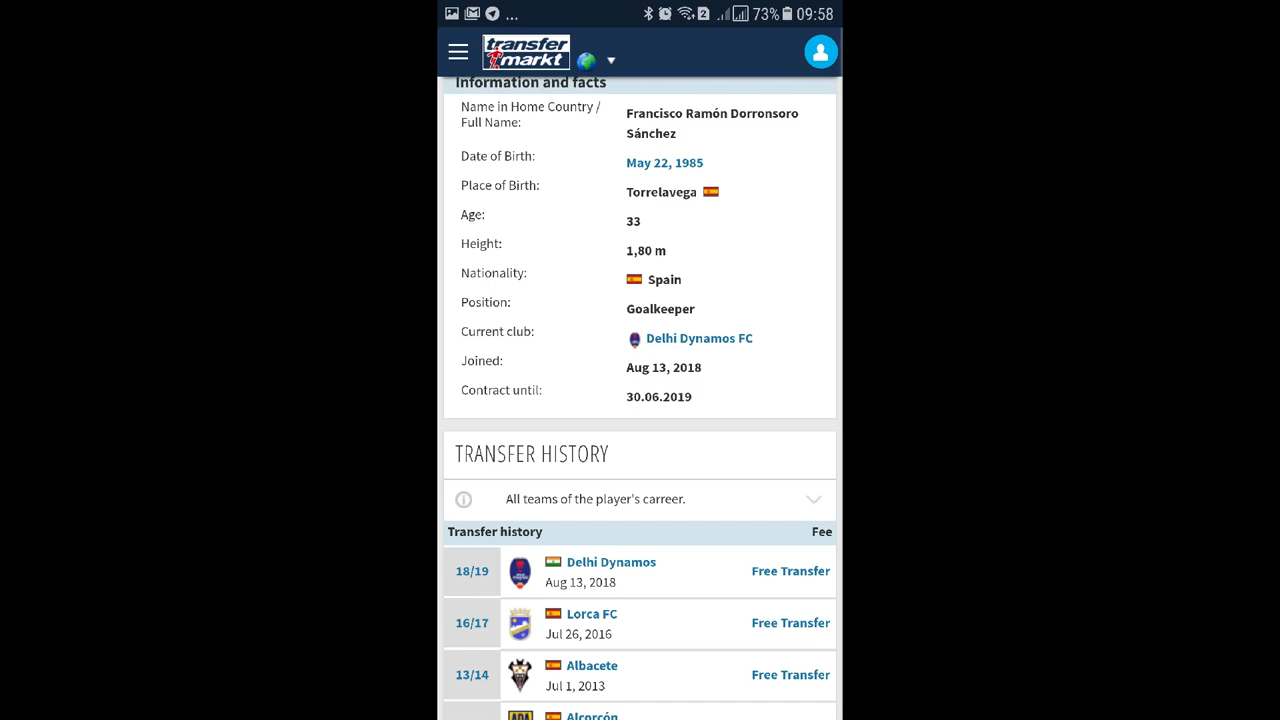 ... 2 73% 09:58
transfer
markt
Information and facts
Name in Home Country / Francisco Ramón Dorronsoro
Full Name: Sánchez
Date of Birth: May 22, 1985
Place of Birth: Torrelavega
Age: 33
Height: 1,80 m
Nationality: Spain
Position: Goalkeeper
Current club: Delhi Dynamos FC
Joined: Aug 13, 2018
Contract until: 30.06.2019
TRANSFER HISTORY
All teams of the player's carreer.
Transfer history Fee
18/19 Delhi Dynamos Free Transfer
Aug 13, 2018
16/17 Lorca FC Free Transfer
Jul 26, 2016
13/14 Albacete Free Transfer
Jul 1, 2013
Alcorcón